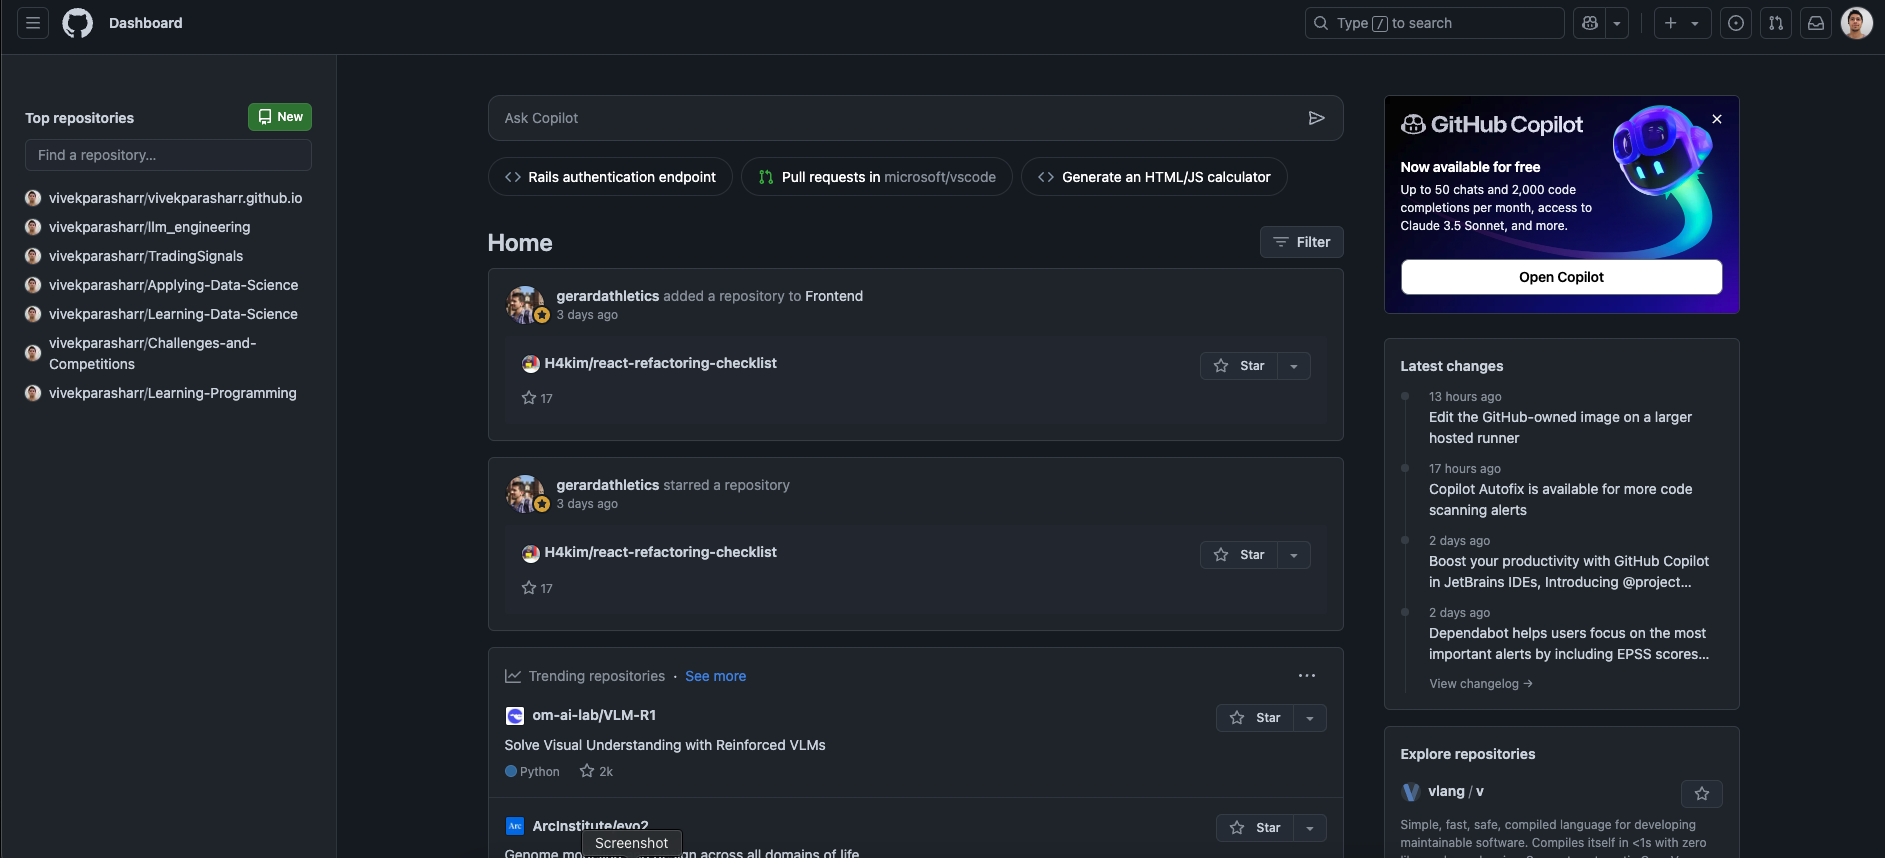 Dashboard
Type / to search
Top repositories
New
Find a repository...
vivekparasharr/vivekparasharr.github.io
vivekparasharr/llm_engineering
vivekparasharr/TradingSignals
vivekparasharr/Applying-Data-Science
vivekparasharr/Learning-Data-Science
vivekparasharr/Challenges-and-
Competitions
vivekparasharr/Learning-Programming
Ask Copilot
Rails authentication endpoint
Pull requests in microsoft/vscode
Generate an HTML/JS calculator
Home
Filter
gerardathletics added a repository to Frontend
3 days ago
H4kim/react-refactoring-checklist
Star
17
gerardathletics starred a repository
3 days ago
H4kim/react-refactoring-checklist
Star
17
Trending repositories · See more
om-ai-lab/VLM-R1
Star
Solve Visual Understanding with Reinforced VLMs
Python
2k
Arc
ArcInstitute/evo2
Star
Screenshot
Genome
design across all domains of life
GitHub Copilot
Now available for free
Up to 50 chats and 2,000 code
completions per month, access to
Claude 3.5 Sonnet, and more.
Open Copilot
Latest changes
13 hours ago
Edit the GitHub-owned image on a larger
hosted runner
17 hours ago
Copilot Autofix is available for more code
scanning alerts
2 days ago
Boost your productivity with GitHub Copilot
in JetBrains IDEs, Introducing @project...
2 days ago
Dependabot helps users focus on the most
important alerts by including EPSS scores...
View changelog →
Explore repositories
vlang / v
Simple, fast, safe, compiled language for developing
maintainable software. Compiles itself in <1s with zero